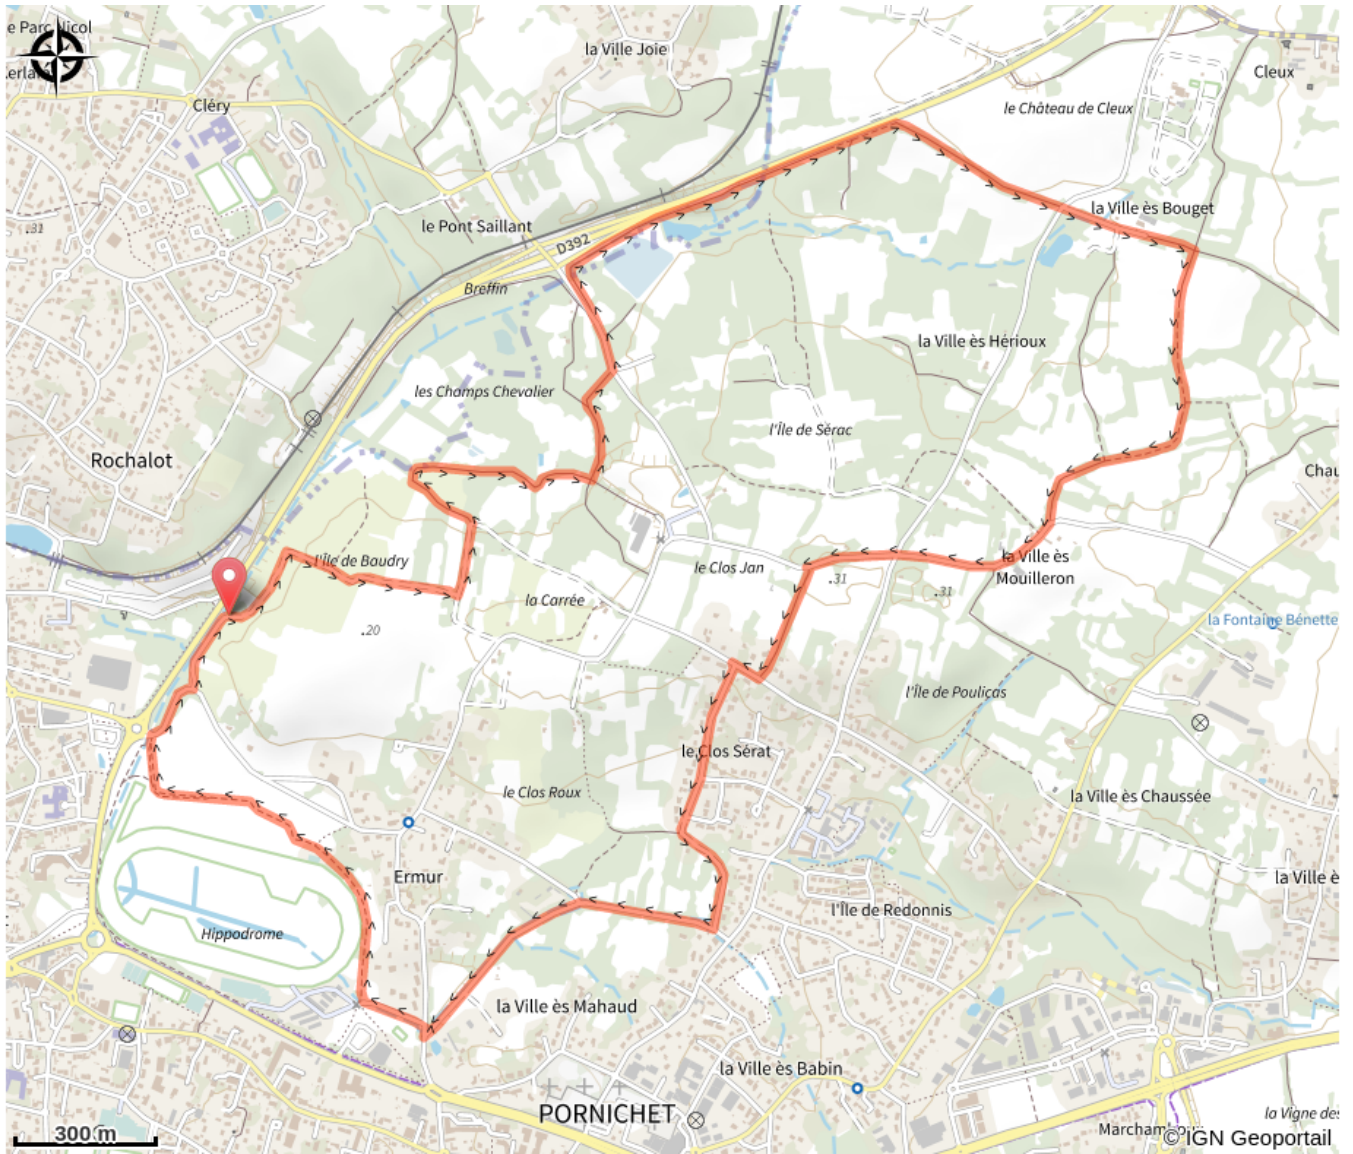 e Parc Nicol
la Ville Joie
Cleux
Cléry
le Château de Cleux
la Ville ès Bouget
le Pont Saillant
D392
Breffin
la Ville ès Hérioux
les Champs Chevalier
l'Île de Sérac
.31
Rochalot
Chau
l'Île de Baudry
le Clos Jan
la Ville ès
Mouilleron
.31
.31
la Carrée
la Fontaine Bénette
.20
l'Île de Poulicas
le Clos Sérat
le Clos Roux
la Ville ès Chaussée
Ermur
la Ville è
l'Île de Redonnis
Hippodrome
la Ville ès Mahaud
la Ville ès Babin
PORNICHET
la Vigne des
300 m
© IGN Geoportail